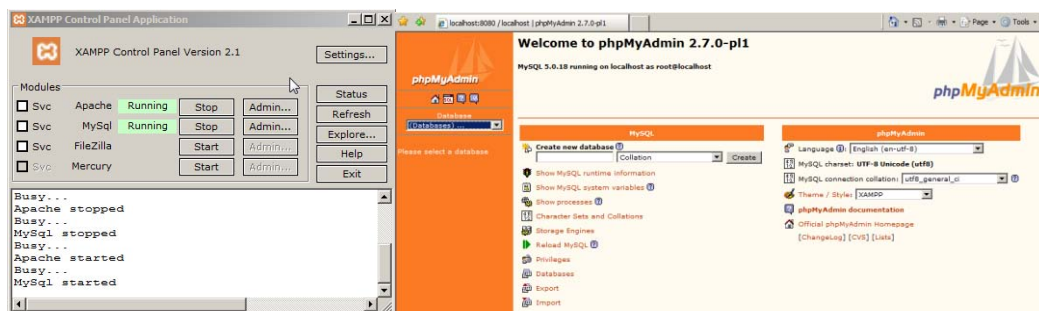 XAMPP Control Panel Application
XAMPP Control Panel Version 2.1
Settings...
Modules
Svc Apache Running Stop Admin...
Svc MySql Running Stop Admin...
Svc FileZilla Start Admin...
Svc Mercury Start Admin...
Status
Refresh
Explore...
Help
Exit
Busy...
Apache stopped
Busy...
MySql stopped
Busy...
Apache started
Busy...
MySql started
localhost:8080 / localhost | phpMyAdmin 2.7.0-pl1
Page
Tools
phpMyAdmin
Database
(Databases) ...
Please select a database
Welcome to phpMyAdmin 2.7.0-pl1
MySQL 5.0.18 running on localhost as root@localhost
phpMyAdmin
MySQL
Create new database
Collation Create
Show MySQL runtime information
Show MySQL system variables
Show processes
Character Sets and Collations
Storage Engines
Reload MySQL
Privileges
Databases
Export
Import
phpMyAdmin
Language : English (en-utf-8)
MySQL charset: UTF-8 Unicode (utf8)
MySQL connection collation: utf8_general_ci
Theme / Style: XAMPP
phpMyAdmin documentation
Official phpMyAdmin Homepage
[ChangeLog] [CVS] [Lists]